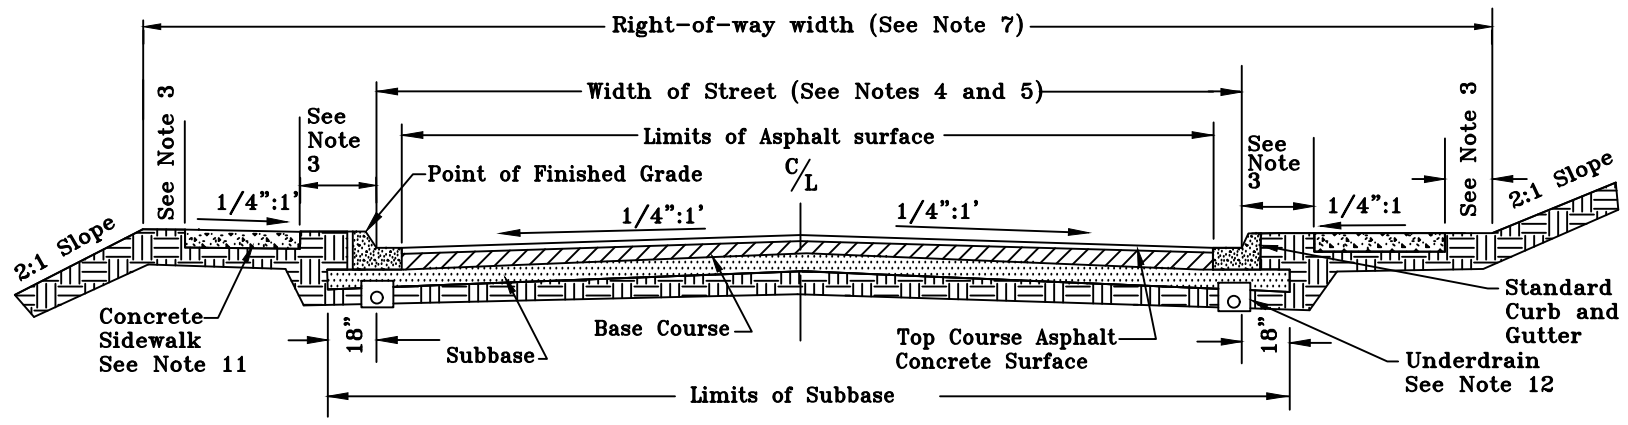 Right-of-way width (See Note 7)
Width of Street (See Notes 4 and 5)
Limits of Asphalt surface
See Note 3
See
Note
3
Point of Finished Grade
C/L
See
Note
3
See Note 3
2:1 Slope
1/4":1'
1/4":1'
1/4":1'
1/4":1
2:1 Slope
Concrete
Sidewalk
See Note 11
18"
Subbase
Base Course
Top Course Asphalt
Concrete Surface
18"
Standard
Curb and
Gutter
Underdrain
See Note 12
Limits of Subbase